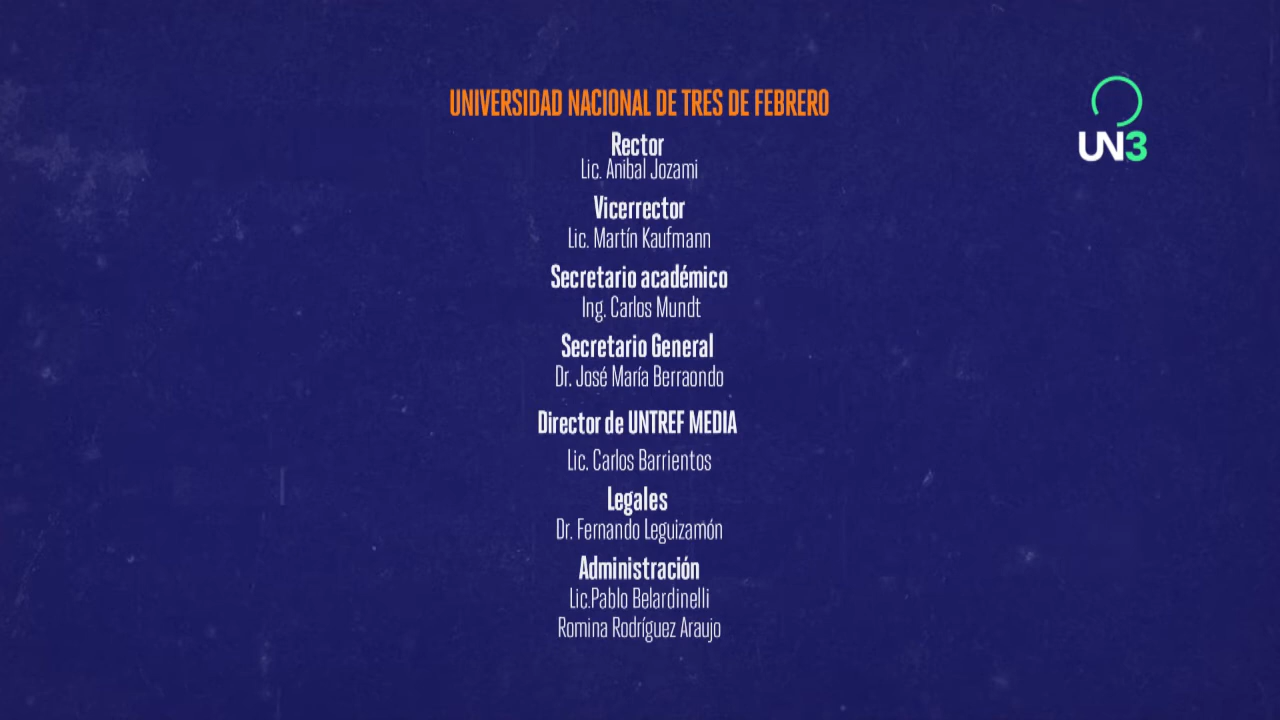 UNIVERSIDAD NACIONAL DE TRES DE FEBRERO
Rector
Lic. Anibal Jozami
Vicerrector
Lic. Martín Kaufmann
Secretario académico
Ing. Carlos Mundt
Secretario General
Dr. José María Berraondo
Director de UNTREF MEDIA
Lic. Carlos Barrientos
Legales
Dr. Fernando Leguizamón
Administración
Lic.Pablo Belardinelli
Romina Rodríguez Araujo
UN3